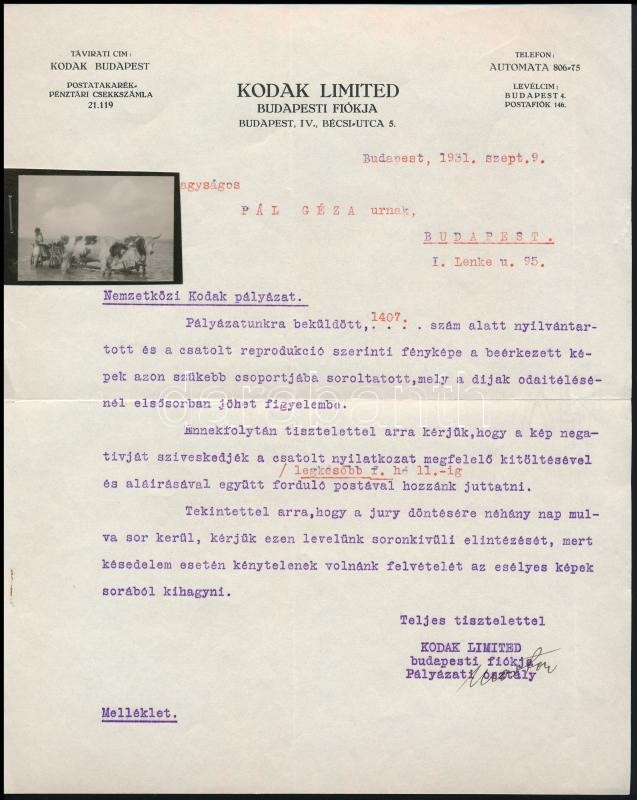 TÁVIRATI CIM:
KODAK BUDAPEST
POSTATAKARÉK-
PÉNZTÁRI CSEKKSZÁMLA
21.119
KODAK LIMITED
BUDAPESTI FIÓKJA
BUDAPEST, IV., BÉCSI-UTCA 5.
TELEFON:
AUTOMATA 806-75
LEVÉLCIM:
BUDAPEST 4.
POSTAFIÓK 146.
Budapest, 1931. szept.9.
agyságos
PÁL GÉZA urnak,
BUDAPEST.
I. Lenke u. 95.
Nemzetközi Kodak pályázat.
Pályázatunkra beküldött, 1407. szám alatt nyilvántar-
tott és a csatolt reprodukció szerinti fényképe a beérkezett ké-
pek azon szükebb csoportjába soroltatott,mely a dijak odaitélésé-
nél elsősorban jöhet figyelembe.
Ennekfolytán tisztelettel arra kérjük,hogy a kép nega-
tivját sziveskedjék a csatolt nyilatkozat megfelelő kitöltésével
/ legkésőbb f. hó 11.-ig
és aláirásával együtt forduló postával hozzánk juttatni.
Tekintettel arra,hogy a jury döntésére néhány nap mul-
va sor kerül, kérjük ezen levelünk soronkivüli elintézését, mert
késedelem esetén kénytelenek volnánk felvételét az esélyes képek
sorából kihagyni.
Teljes tisztelettel
KODAK LIMITED
budapesti fiókja
Pályázati osztály
Melléklet.
darabanth